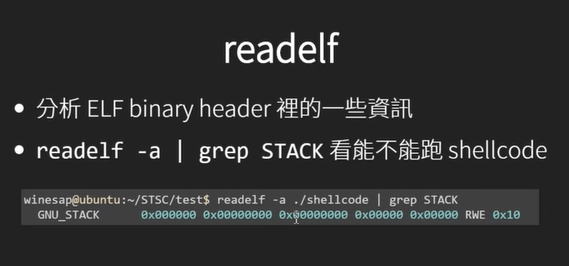 readelf
• 分析 ELF binary header 裡的一些資訊
• readelf -a | grep STACK 看能不能跑 shellcode
winesap@ubuntu:~/STSC/test$ readelf -a ./shellcode | grep STACK
GNU_STACK 0x000000 0x00000000 0x00000000 0x00000 0x00000 RWE 0x10